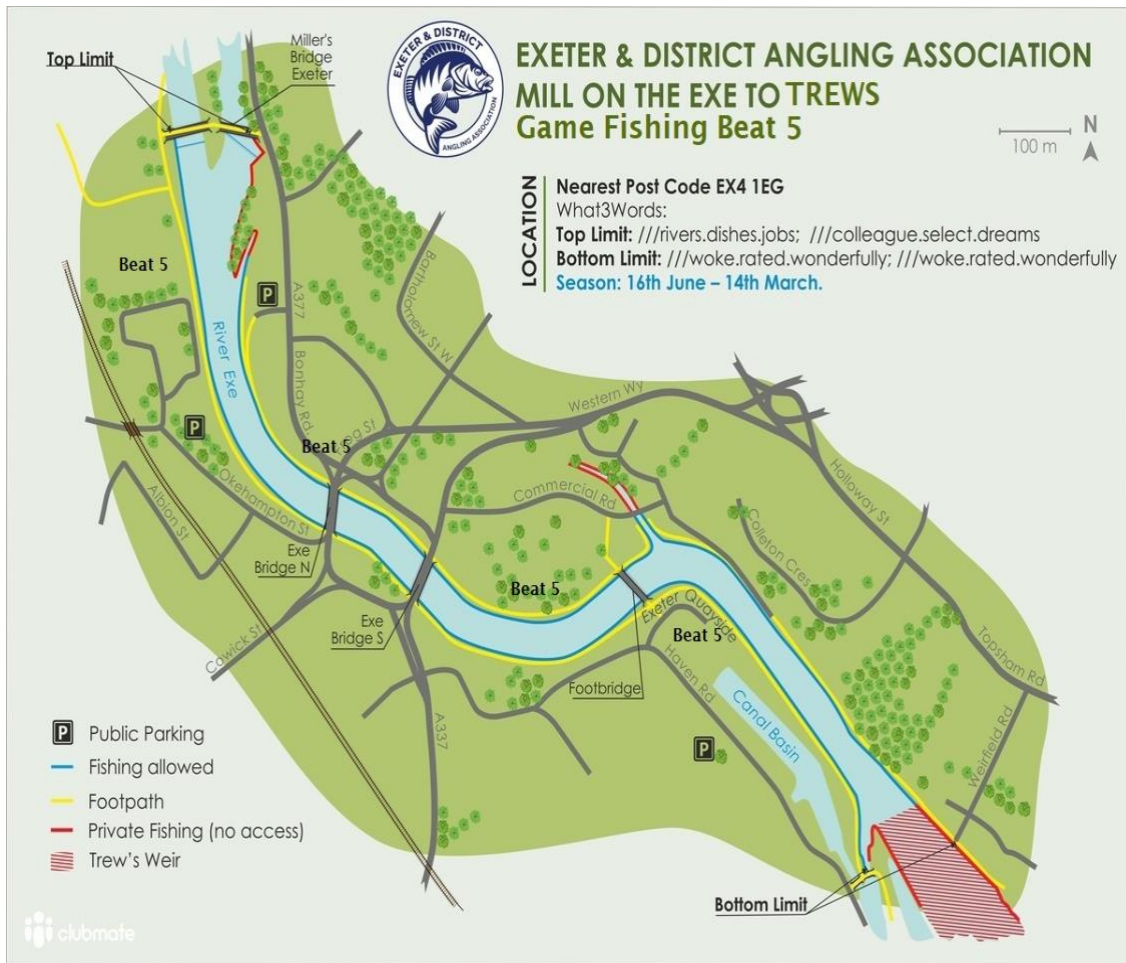 Top Limit
Miller's
Bridge
Exeter
EXETER & DISTRICT
ANGLING ASSOCIATION
EXETER & DISTRICT ANGLING ASSOCIATION
MILL ON THE EXE TO TREWS
Game Fishing Beat 5
100 m
N
LOCATION
Nearest Post Code EX4 1EG
What3Words:
Top Limit: ///rivers.dishes.jobs; ///colleague.select.dreams
Bottom Limit: ///woke.rated.wonderfully; ///woke.rated.wonderfully
Season: 16th June – 14th March.
Beat 5
P
A377
Bartholomew St W
River Exe
Bonhay Rd
Western Wy
P
Beat 5
St
Okehampton St
Albion St
Commercial Rd
Holloway St
Colleton Cres
Exe
Bridge N
Beat 5
Exe
Bridge S
Exeter Quayside
Beat 5
Cowick St
Footbridge
Haven Rd
Topsham Rd
Canal Basin
Weirfield Rd
A337
P
P Public Parking
Fishing allowed
Footpath
Private Fishing (no access)
Trew's Weir
Bottom Limit
clubmate